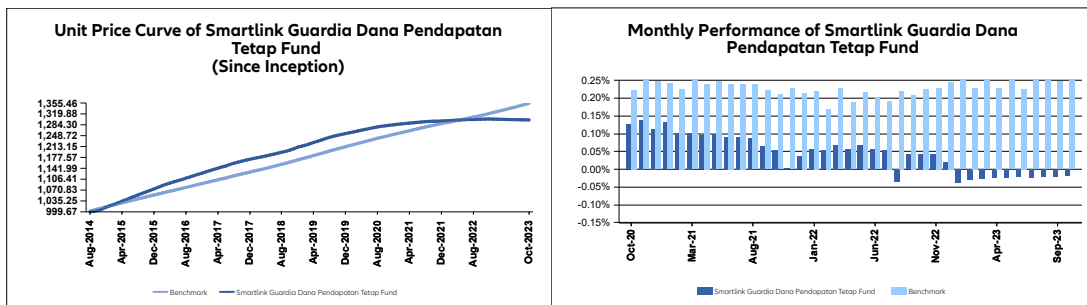 Unit Price Curve of Smartlink Guardia Dana Pendapatan
Tetap Fund
(Since Inception)
1,355.46
1,319.88
1,284.30
1,248.72
1,213.15
1,177.57
1,141.99
1,106.41
1,070.83
1,035.25
999.67
Aug-2014
Apr-2015
Dec-2015
Aug-2016
Apr-2017
Dec-2017
Aug-2018
Apr-2019
Dec-2019
Aug-2020
Apr-2021
Dec-2021
Aug-2022
Oct-2023
Benchmark
Smartlink Guardia Dana Pendapatan Tetap Fund
Monthly Performance of Smartlink Guardia Dana
Pendapatan Tetap Fund
0.25%
0.20%
0.10%
0.00%
-0.05%
-0.10%
-0.15%
Oct-20
Mar-21
Aug-21
Jan-22
Jun-22
Nov-22
Apr-23
Sep-23
Smartlink Guardia Dana Pendapatan Tetap Fund
Benchmark